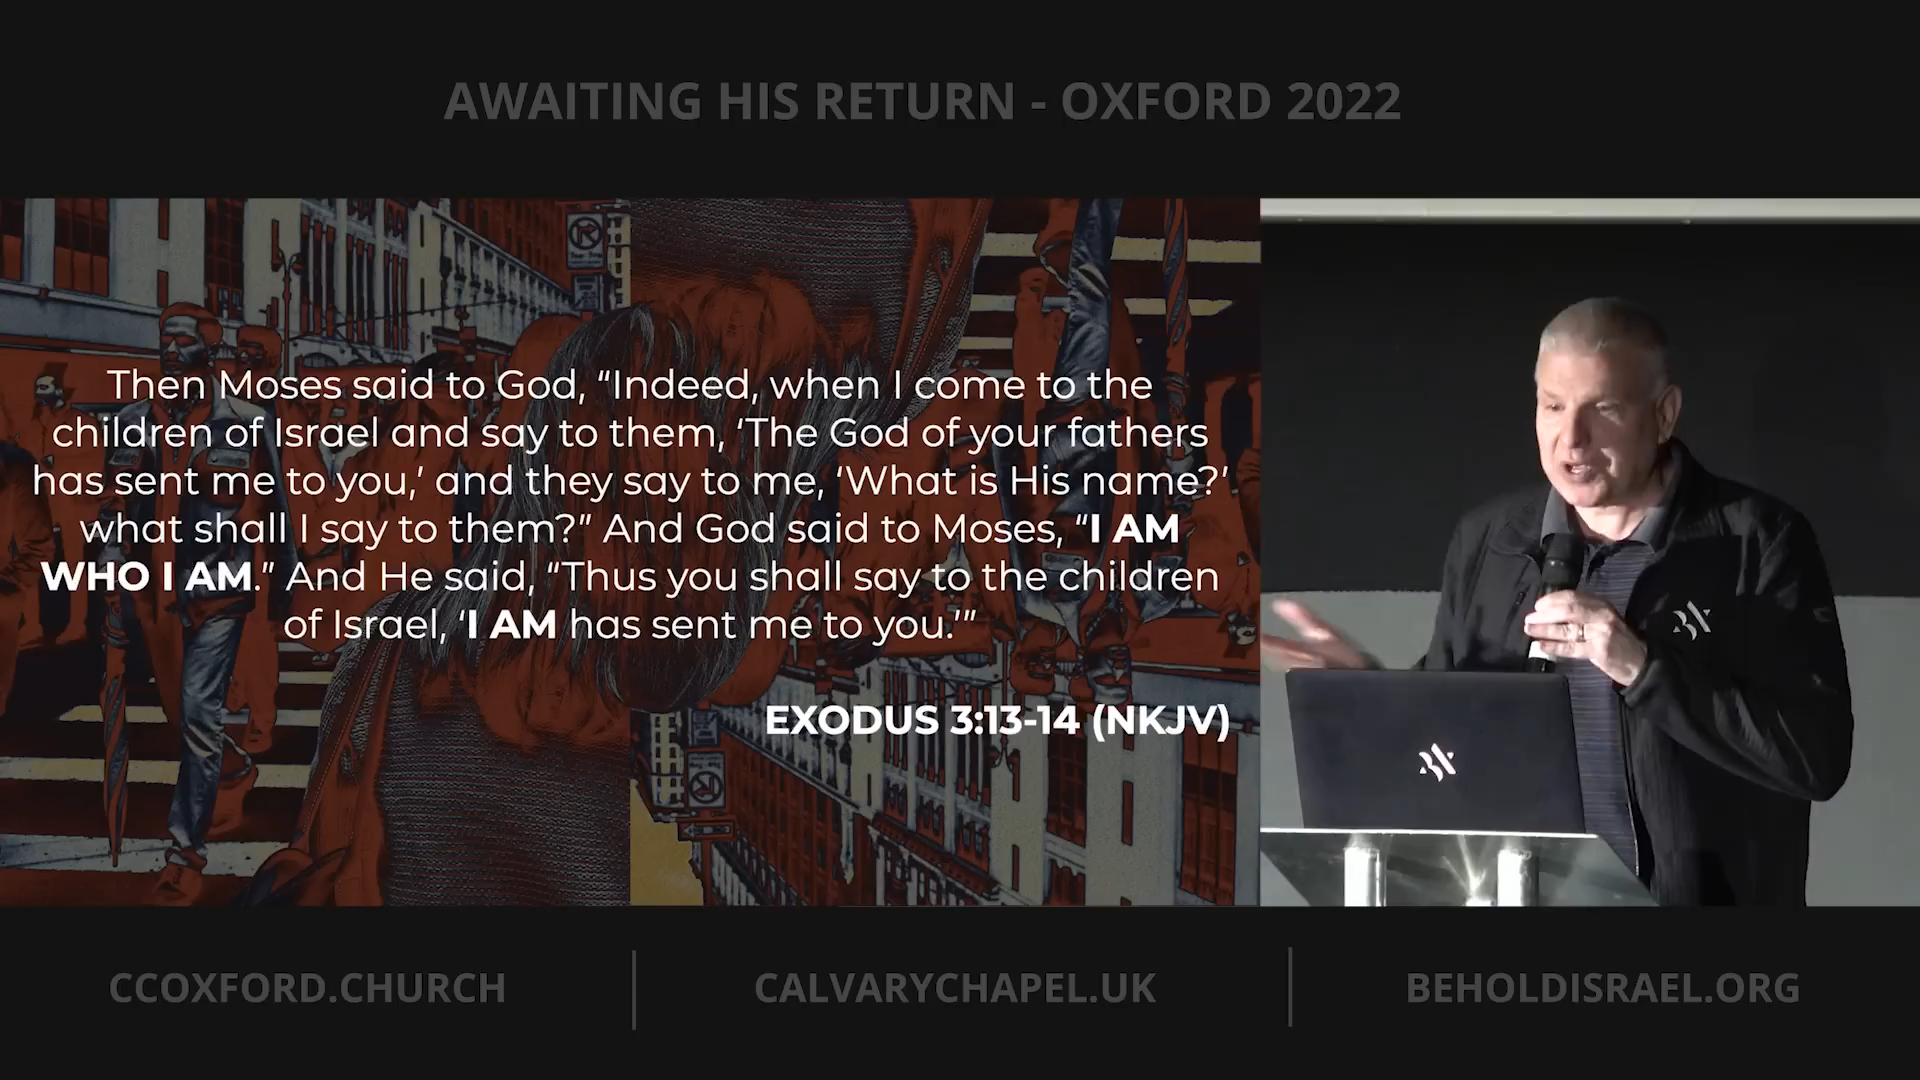 AWAITING HIS RETURN - OXFORD 2022
Then Moses said to God, “Indeed, when I come to the
children of Israel and say to them, ‘The God of your fathers
has sent me to you,’ and they say to me, ‘What is His name?’
what shall I say to them?” And God said to Moses, “I AM
WHO I AM.” And He said, “Thus you shall say to the children
of Israel, ‘I AM has sent me to you.’”
EXODUS 3:13-14 (NKJV)
CCOXFORD.CHURCH
CALVARYCHAPEL.UK
BEHOLDISRAEL.ORG